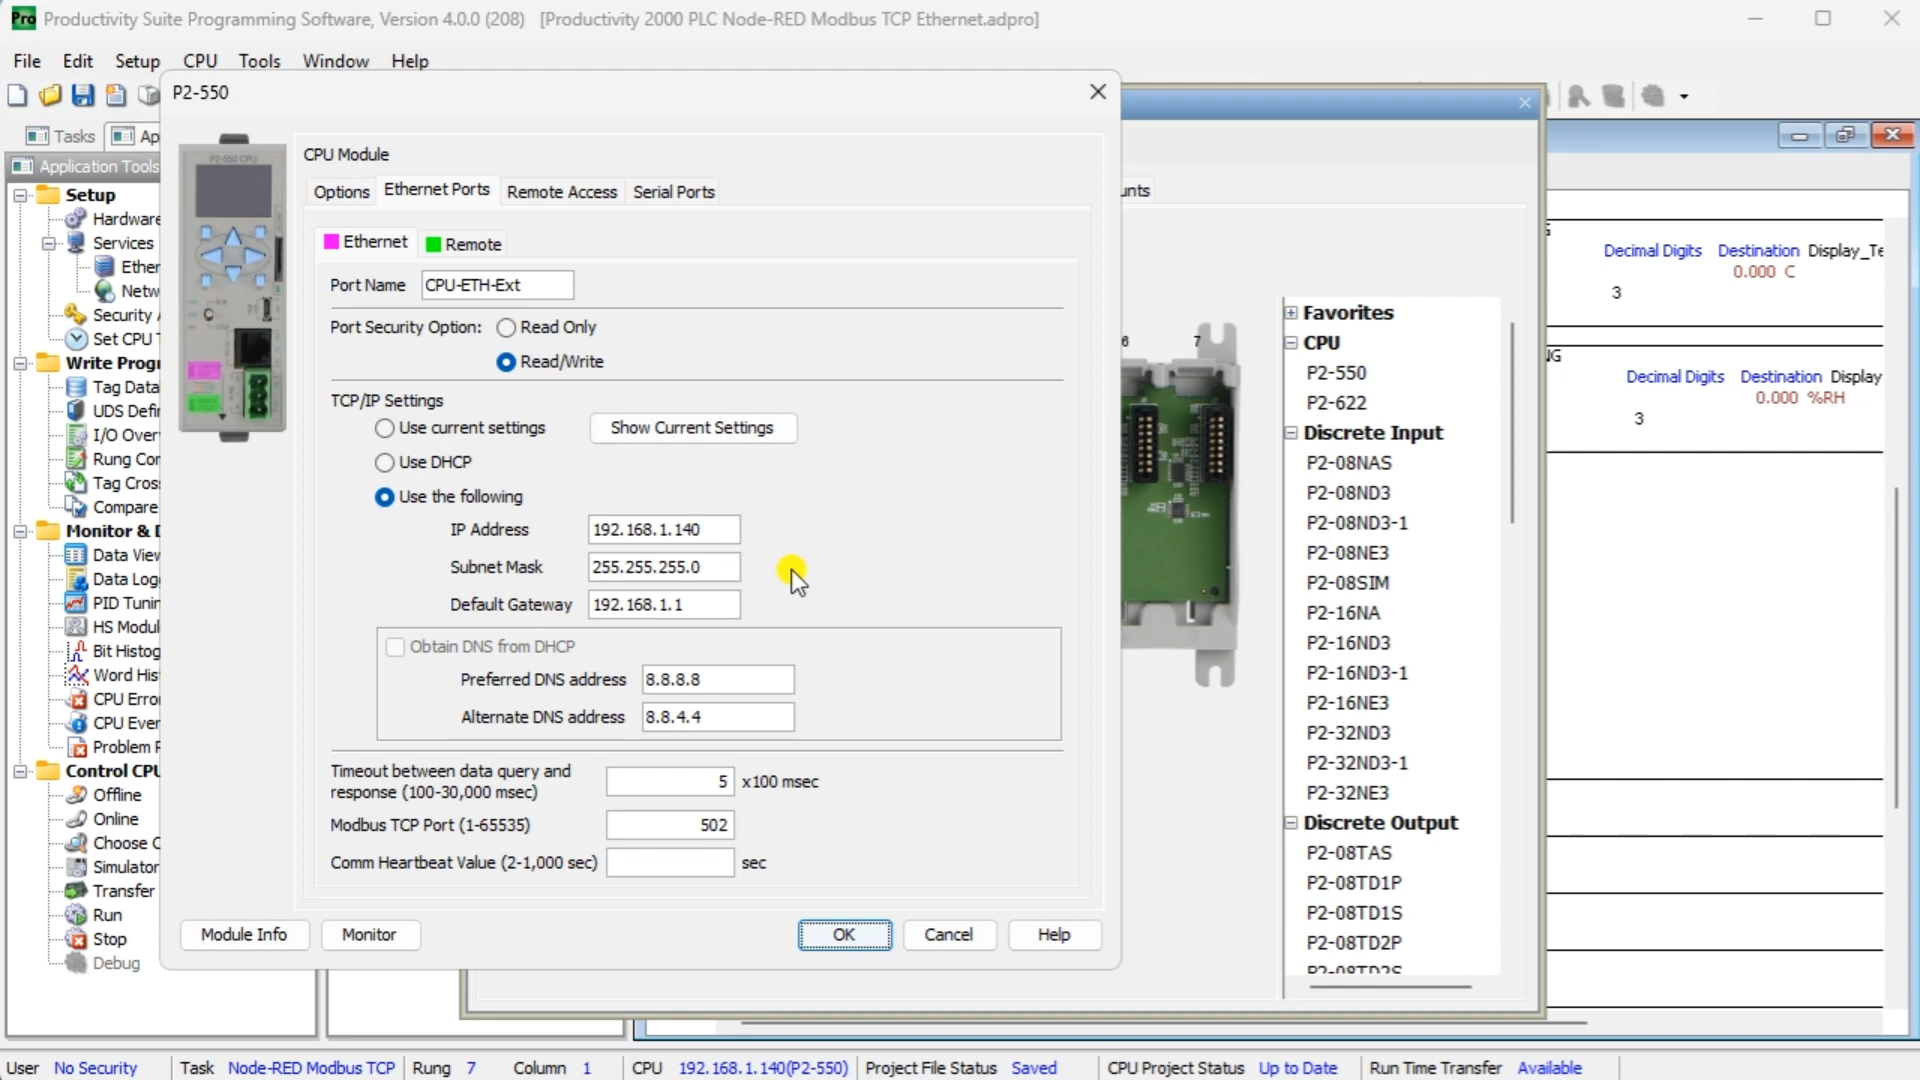 Pro Productivity Suite Programming Software, Version 4.0.0 (208) [Productivity 2000 PLC Node-RED Modbus TCP Ethernet.adpro]
File Edit Setup CPU Tools Window Help
P2-550
Tasks Ap
Application Tools
Setup
Hardware
Services
Ether
Netw
Security
Set CPU
Write Progr
Tag Data
UDS Defir
I/O Over
Rung Cor
Tag Cros
Compare
Monitor & D
Data View
Data Log
PID Tunin
HS Modul
Bit Histog
Word His
CPU Error
CPU Ever
Problem R
Control CPU
Offline
Online
Choose C
Simulator
Transfer
Run
Stop
Debug
P2-550 CPU
CPU Module
Options Ethernet Ports Remote Access Serial Ports
Ethernet Remote
Port Name CPU-ETH-Ext
Port Security Option: Read Only
Read/Write
TCP/IP Settings
Use current settings Show Current Settings
Use DHCP
Use the following
IP Address 192.168.1.140
Subnet Mask 255.255.255.0
Default Gateway 192.168.1.1
Obtain DNS from DHCP
Preferred DNS address 8.8.8.8
Alternate DNS address 8.8.4.4
Timeout between data query and
response (100-30,000 msec) 5 x100 msec
Modbus TCP Port (1-65535) 502
Comm Heartbeat Value (2-1,000 sec) sec
Module Info Monitor OK Cancel Help
unts
6 7
Favorites
CPU
P2-550
P2-622
Discrete Input
P2-08NAS
P2-08ND3
P2-08ND3-1
P2-08NE3
P2-08SIM
P2-16NA
P2-16ND3
P2-16ND3-1
P2-16NE3
P2-32ND3
P2-32ND3-1
P2-32NE3
Discrete Output
P2-08TAS
P2-08TD1P
P2-08TD1S
P2-08TD2P
P2-08TD2S
G
Decimal Digits Destination Display_Te
0.000 C
3
NG
Decimal Digits Destination Display
0.000 %RH
3
User No Security Task Node-RED Modbus TCP Rung 7 Column 1 CPU 192.168.1.140(P2-550) Project File Status Saved CPU Project Status Up to Date Run Time Transfer Available